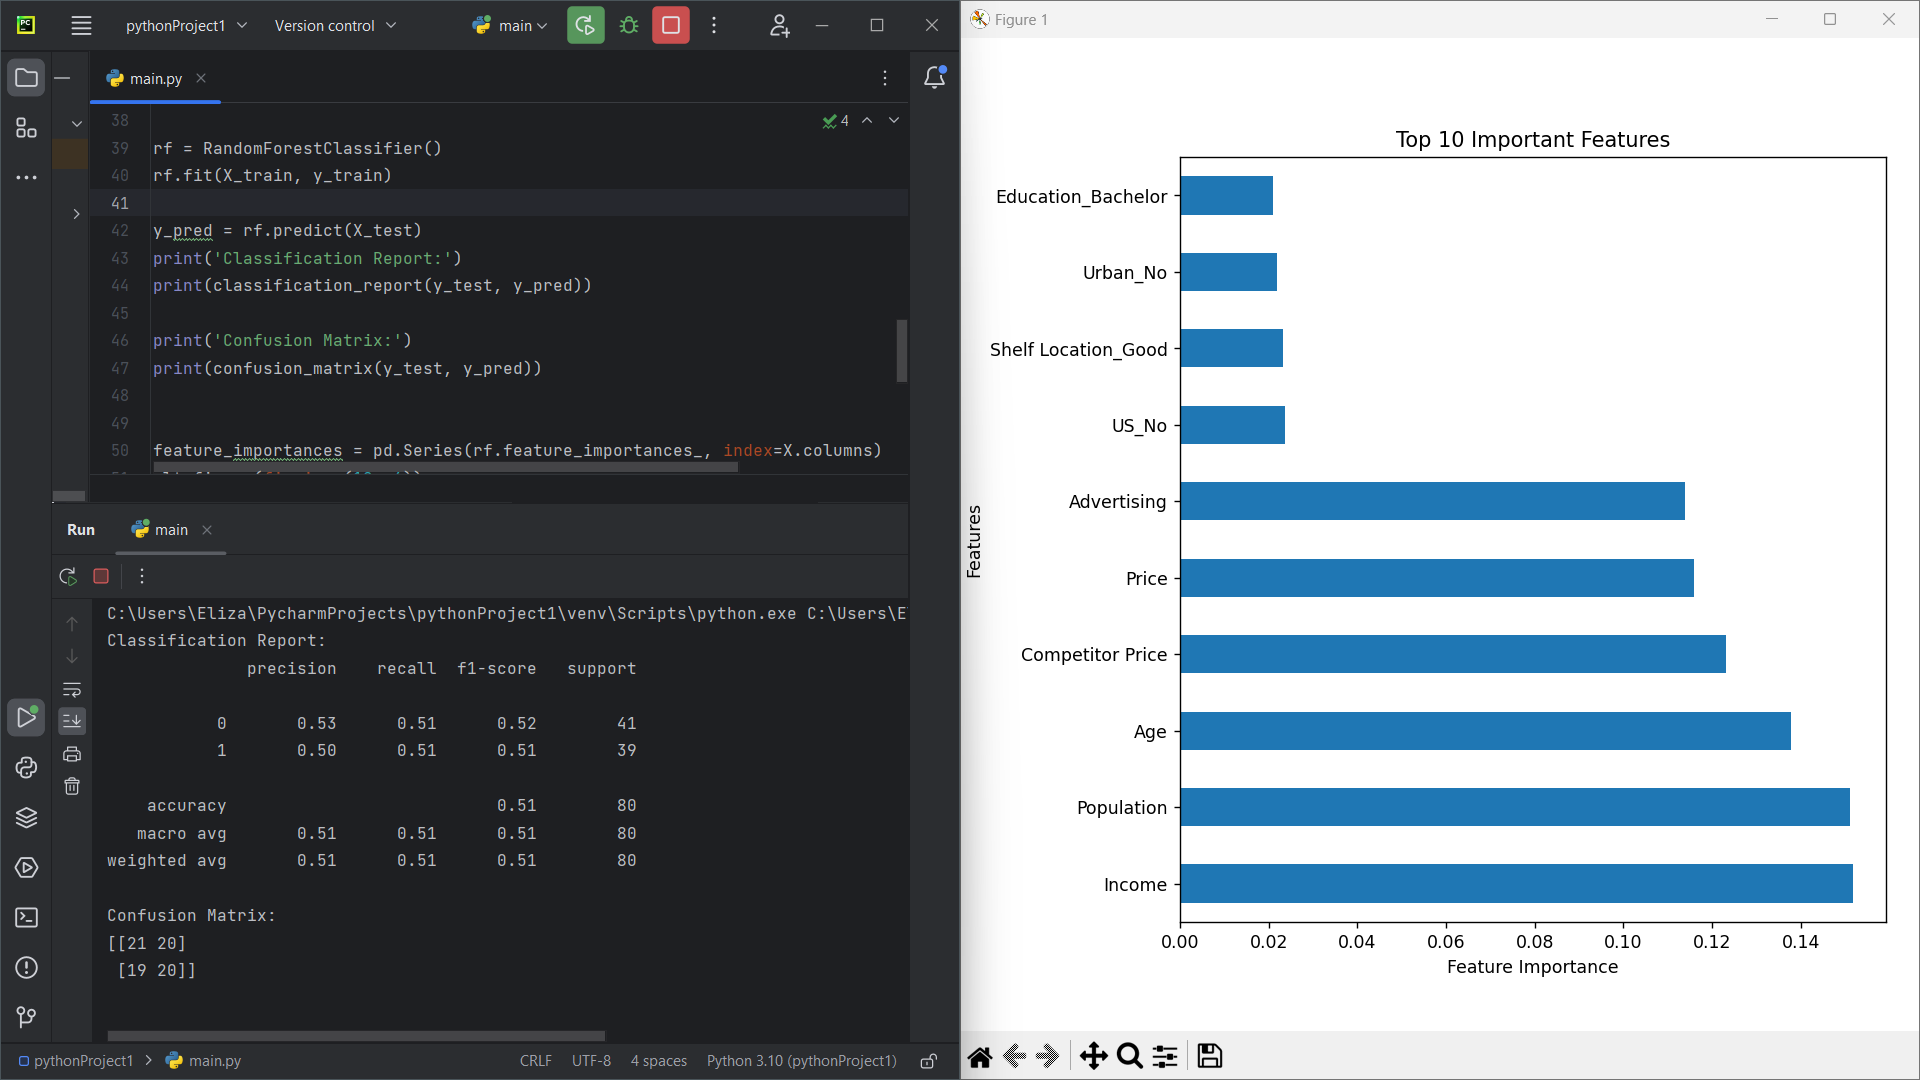 pythonProject1
Version control
main
main.py
4
38
39 rf = RandomForestClassifier()
40 rf.fit(X_train, y_train)
41
42 y_pred = rf.predict(X_test)
43 print('Classification Report:')
44 print(classification_report(y_test, y_pred))
45
46 print('Confusion Matrix:')
47 print(confusion_matrix(y_test, y_pred))
48
49
50 feature_importances = pd.Series(rf.feature_importances_, index=X.columns)
Run
main
C:\Users\Eliza\PycharmProjects\pythonProject1\venv\Scripts\python.exe C:\Users\E
Classification Report:
precision recall f1-score support
0 0.53 0.51 0.52 41
1 0.50 0.51 0.51 39
accuracy 0.51 80
macro avg 0.51 0.51 0.51 80
weighted avg 0.51 0.51 0.51 80
Confusion Matrix:
[[21 20]
[19 20]]
pythonProject1 > main.py
CRLF UTF-8 4 spaces Python 3.10 (pythonProject1)
Figure 1
Top 10 Important Features
Education_Bachelor
Urban_No
Shelf Location_Good
US_No
Advertising
Price
Competitor Price
Age
Population
Income
Features
0.00 0.02 0.04 0.06 0.08 0.10 0.12 0.14
Feature Importance